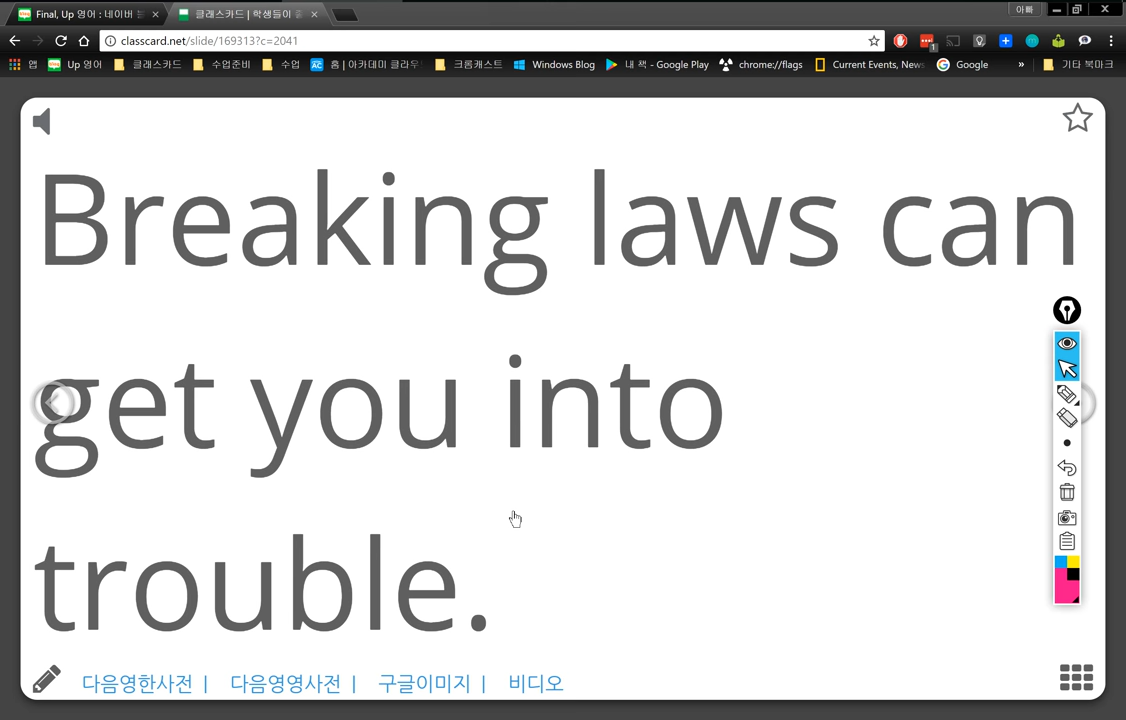 Final, Up 영어 : 네이버
클래스카드 | 학생들이
아빠
classcard.net/slide/169313?c=2041
앱
Up 영어
클래스카드
수업준비
수업
홈 | 아카데미 클라우
크롬캐스트
Windows Blog
내 책 - Google Play
chrome://flags
Current Events, News
Google
»
기타 북마크
Breaking laws can
get you into
trouble.
다음영한사전 | 다음영영사전 | 구글이미지 | 비디오